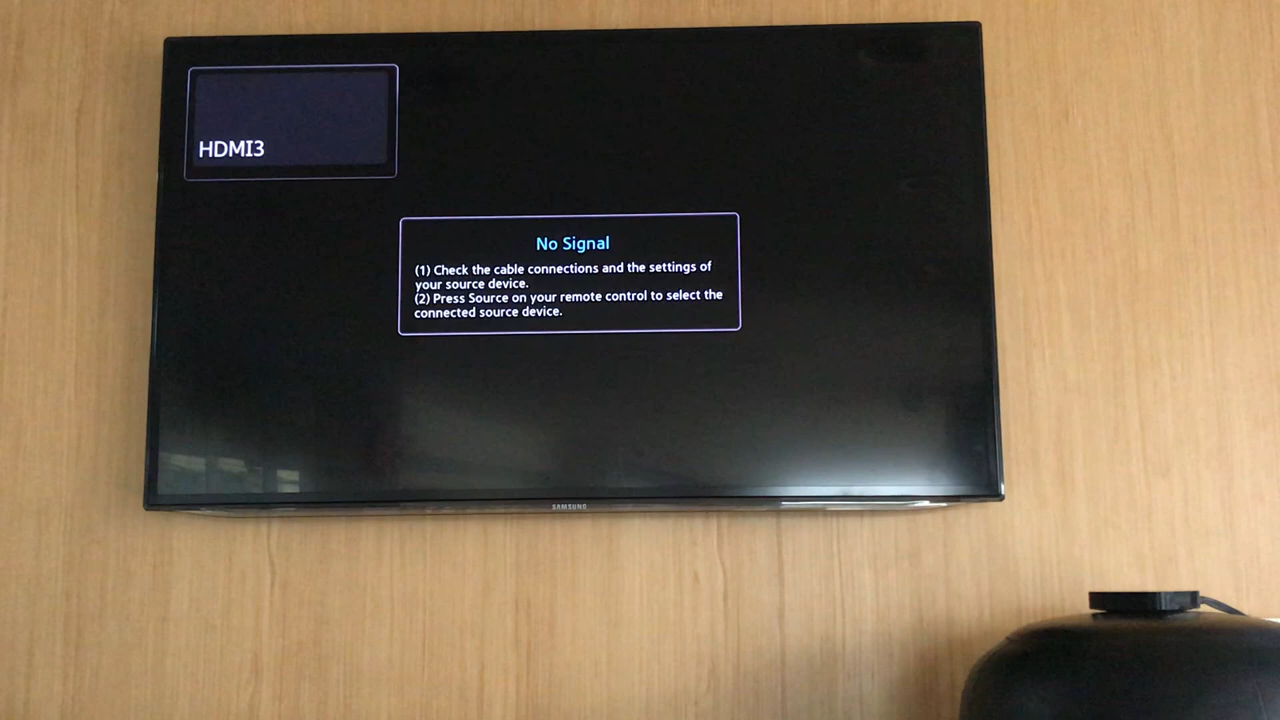 HDMI3
No Signal
(1) Check the cable connections and the settings of
your source device.
(2) Press Source on your remote control to select the
connected source device.
SAMSUNG